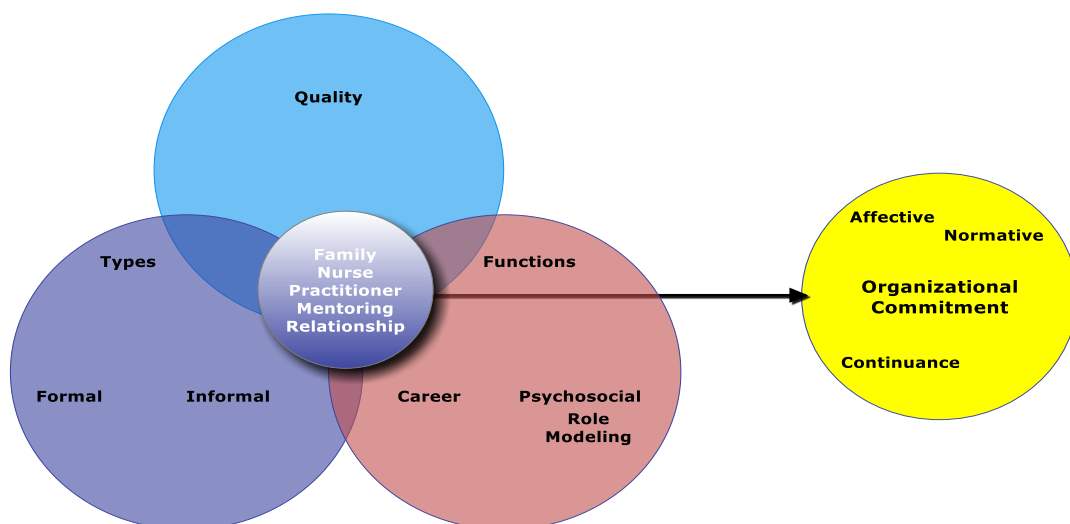 Quality
Types
Family
Nurse
Practitioner
Mentoring
Relationship
Functions
Formal
Informal
Career
Psychosocial
Role
Modeling
Affective
Normative
Organizational
Commitment
Continuance